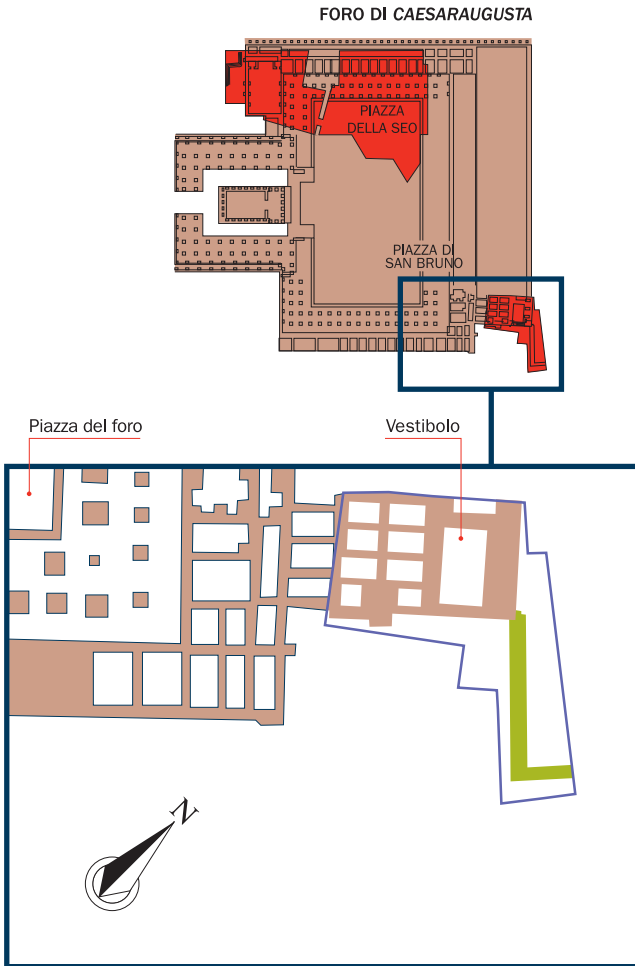 FORO DI CAESARAUGUSTA
PIAZZA
DELLA SEO
PIAZZA DI
SAN BRUNO
Piazza del foro
Vestibolo
N